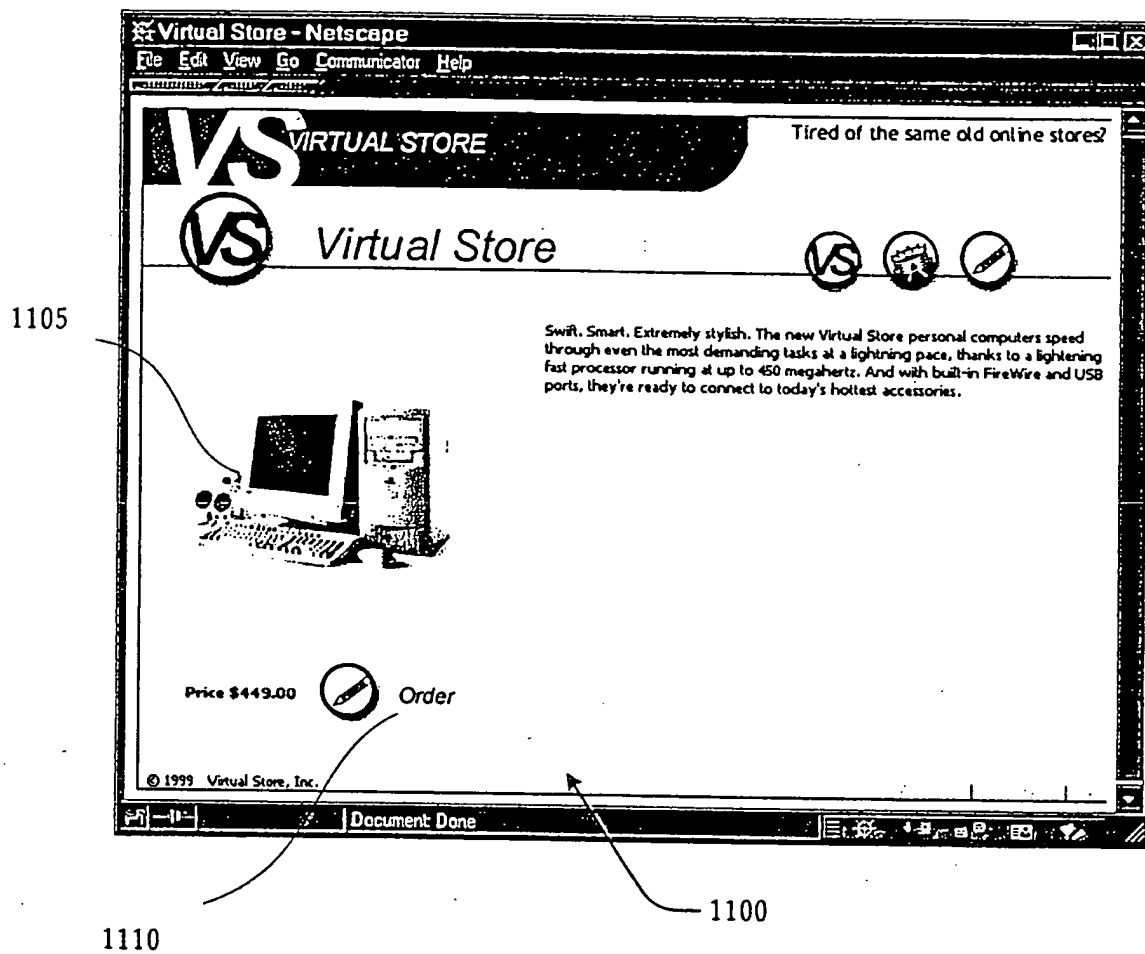 Virtual Store - Netscape
File Edit View Go Communicator Help
VS VIRTUAL STORE
Tired of the same old online stores?
VS Virtual Store
VS
1105
Swift. Smart. Extremely stylish. The new Virtual Store personal computers speed
through even the most demanding tasks at a lightning pace, thanks to a lightening
fast processor running at up to 450 megahertz. And with built-in FireWire and USB
ports, they're ready to connect to today's hottest accessories.
Price $449.00 Order
© 1999 Virtual Store, Inc.
Document Done
1100
1110